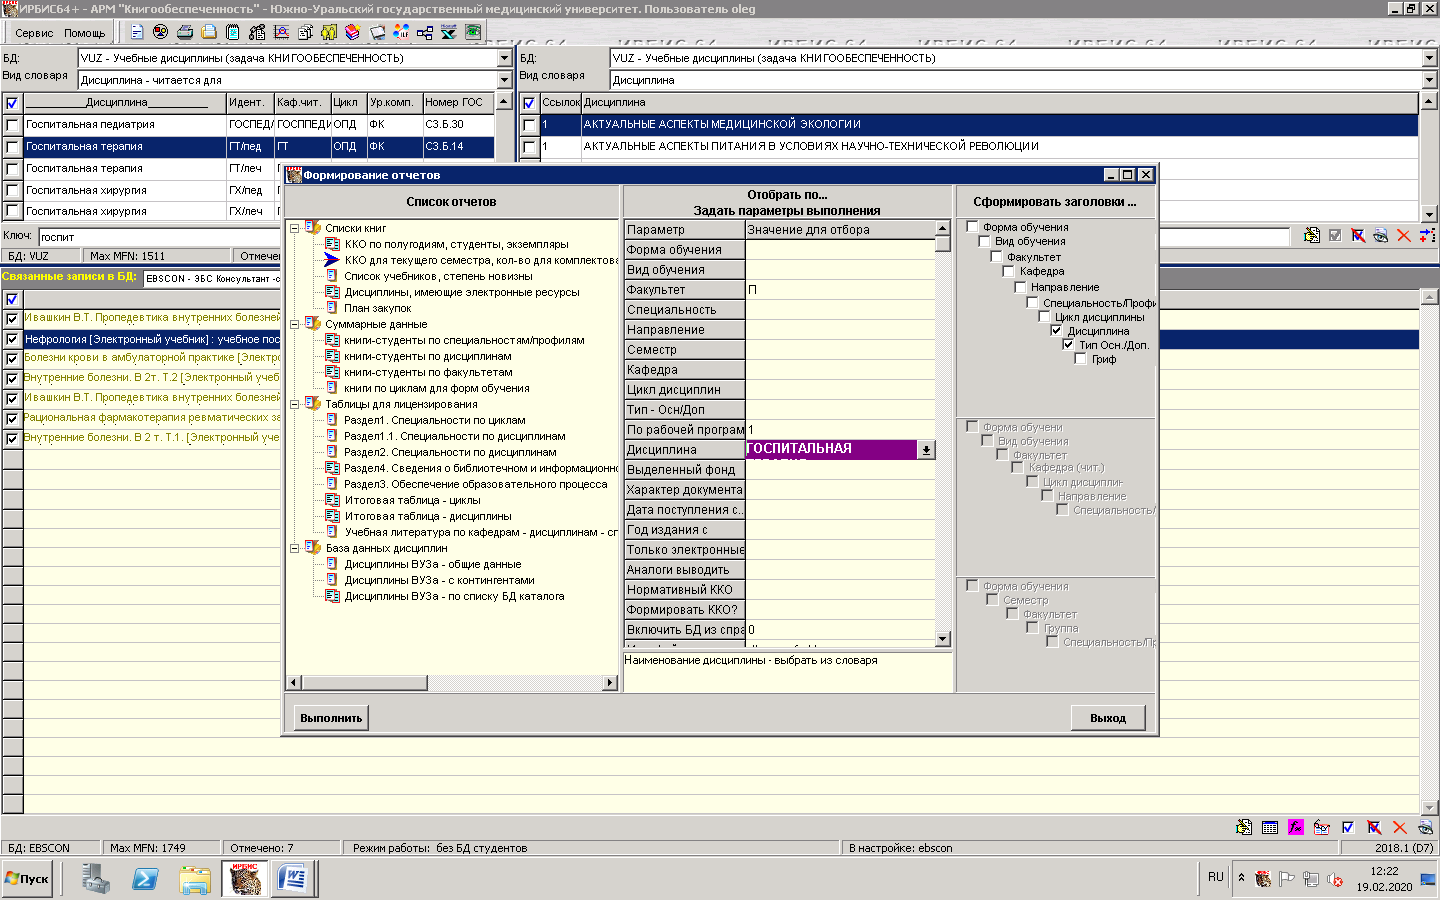 ИРБИС64+ - АРМ "Книгообеспеченность" - Южно-Уральский государственный медицинский университет. Пользователь oleg
Сервис Помощь
БД: VUZ - Учебные дисциплины (задача КНИГООБЕСПЕЧЕННОСТЬ)
Вид словаря Дисциплина - читается для
Дисциплина Идент. Каф.чит. Цикл Ур.комп. Номер ГОС
Госпитальная педиатрия ГОСПЕД/ ГОСППЕДИ ОПД ФК С3.Б.30
Госпитальная терапия ГТ/пед ГТ ОПД ФК С3.Б.14
Госпитальная терапия ГТ/леч
Госпитальная хирургия ГХ/пед
Госпитальная хирургия ГХ/леч
Ключ: госпит
БД: VUZ Max MFN: 1511 Отмечено
БД: VUZ - Учебные дисциплины (задача КНИГООБЕСПЕЧЕННОСТЬ)
Вид словаря Дисциплина
Ссылок Дисциплина
1 АКТУАЛЬНЫЕ АСПЕКТЫ МЕДИЦИНСКОЙ ЭКОЛОГИИ
1 АКТУАЛЬНЫЕ АСПЕКТЫ ПИТАНИЯ В УСЛОВИЯХ НАУЧНО-ТЕХНИЧЕСКОЙ РЕВОЛЮЦИИ
Связанные записи в БД: EBSCON - ЭБС Консультант -с
Ивашкин В.Т. Пропедевтика внутренних болезней
Нефрология [Электронный учебник] : учебное пос
Болезни крови в амбулаторной практике [Электро
Внутренние болезни. В 2т. Т.2 [Электронный учеб
Ивашкин В.Т. Пропедевтика внутренних болезней
Рациональная фармакотерапия ревматических за
Внутренние болезни. В 2 т. Т.1. [Электронный уче
Формирование отчетов
Список отчетов
Списки книг
ККО по полугодиям, студенты, экземпляры
ККО для текущего семестра, кол-во для комплектова
Список учебников, степень новизны
Дисциплины, имеющие электронные ресурсы
План закупок
Суммарные данные
книги-студенты по специальностям/профилям
книги-студенты по дисциплинам
книги-студенты по факультетам
книги по циклам для форм обучения
Таблицы для лицензирования
Раздел1. Специальности по циклам
Раздел1.1. Специальности по дисциплинам
Раздел2. Специальности по дисциплинам
Раздел4. Сведения о библиотечном и информационно
Раздел3. Обеспечение образовательного процесса
Итоговая таблица - циклы
Итоговая таблица - дисциплины
Учебная литература по кафедрам - дисциплинам - сп
База данных дисциплин
Дисциплины ВУЗа - общие данные
Дисциплины ВУЗа - с контингентами
Дисциплины ВУЗа - по списку БД каталога
Отобрать по...
Задать параметры выполнения
Параметр Значение для отбора
Форма обучения
Вид обучения
Факультет П
Специальность
Направление
Семестр
Кафедра
Цикл дисциплин
Тип - Осн/Доп
По рабочей програм 1
Дисциплина ГОСПИТАЛЬНАЯ
Выделенный фонд
Характер документа
Дата поступления с..
Год издания с
Только электронные
Аналоги выводить
Нормативный ККО
Формировать ККО?
Включить БД из спра 0
Наименование дисциплины - выбрать из словаря
Сформировать заголовки ...
Форма обучения
Вид обучения
Факультет
Кафедра
Направление
Специальность/Профи
Цикл дисциплины
Дисциплина
Тип Осн./Доп.
Гриф
Форма обучени
Вид обучения
Факультет
Кафедра (чит.)
Цикл дисциплин
Направление
Специальность/
Форма обучения
Семестр
Факультет
Группа
Специальность/Пр
Выполнить Выход
БД: EBSCON Max MFN: 1749 Отмечено: 7 Режим работы: без БД студентов В настройке: ebscon 2018.1 (D7)
Пуск RU 12:22
19.02.2020